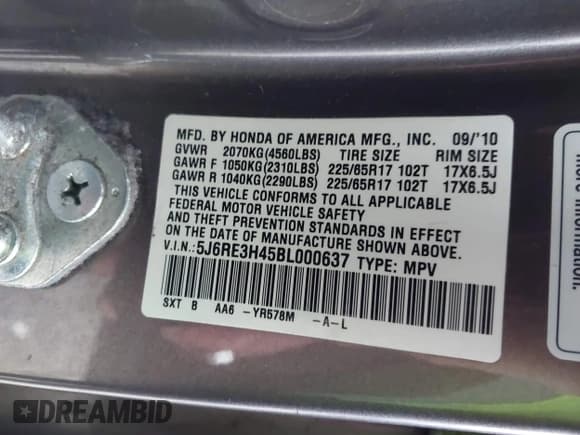 MFD. BY HONDA OF AMERICA MFG., INC. 09/'10
GVWR 2070KG(4560LBS) TIRE SIZE RIM SIZE
GAWR F 1050KG(2310LBS) 225/65R17 102T 17X6.5J
GAWR R 1040KG(2290LBS) 225/65R17 102T 17X6.5J
THIS VEHICLE CONFORMS TO ALL APPLICABLE
FEDERAL MOTOR VEHICLE SAFETY
AND THEFT PREVENTION STANDARDS IN EFFECT
ON THE DATE OF MANUFACTURE SHOWN ABOVE.
V.I.N.:5J6RE3H45BL000637 TYPE: MPV
SXT B AA6 -YR578M -A-L
more information.
DREAMBID